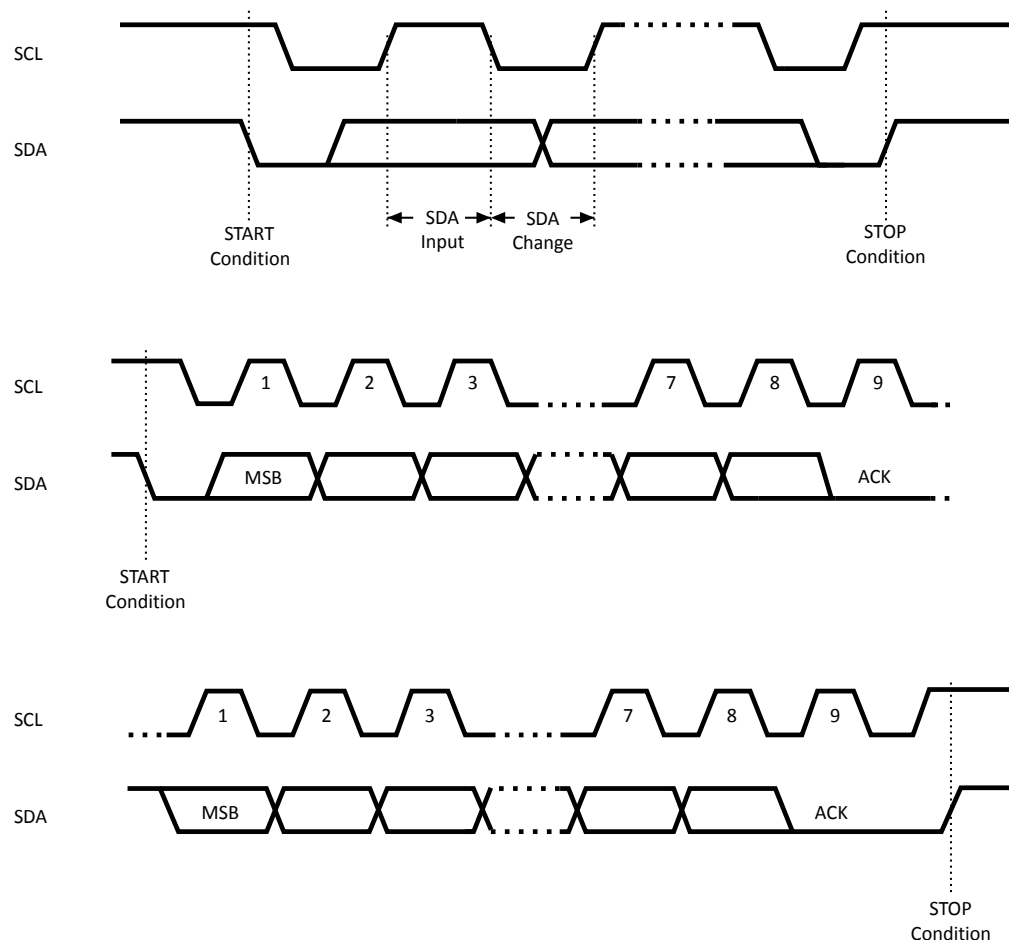 SCL
SDA
START
Condition
SDA
Input
SDA
Change
STOP
Condition
SCL
1 2 3 7 8 9
SDA
MSB ACK
START
Condition
SCL
1 2 3 7 8 9
SDA
MSB ACK
STOP
Condition